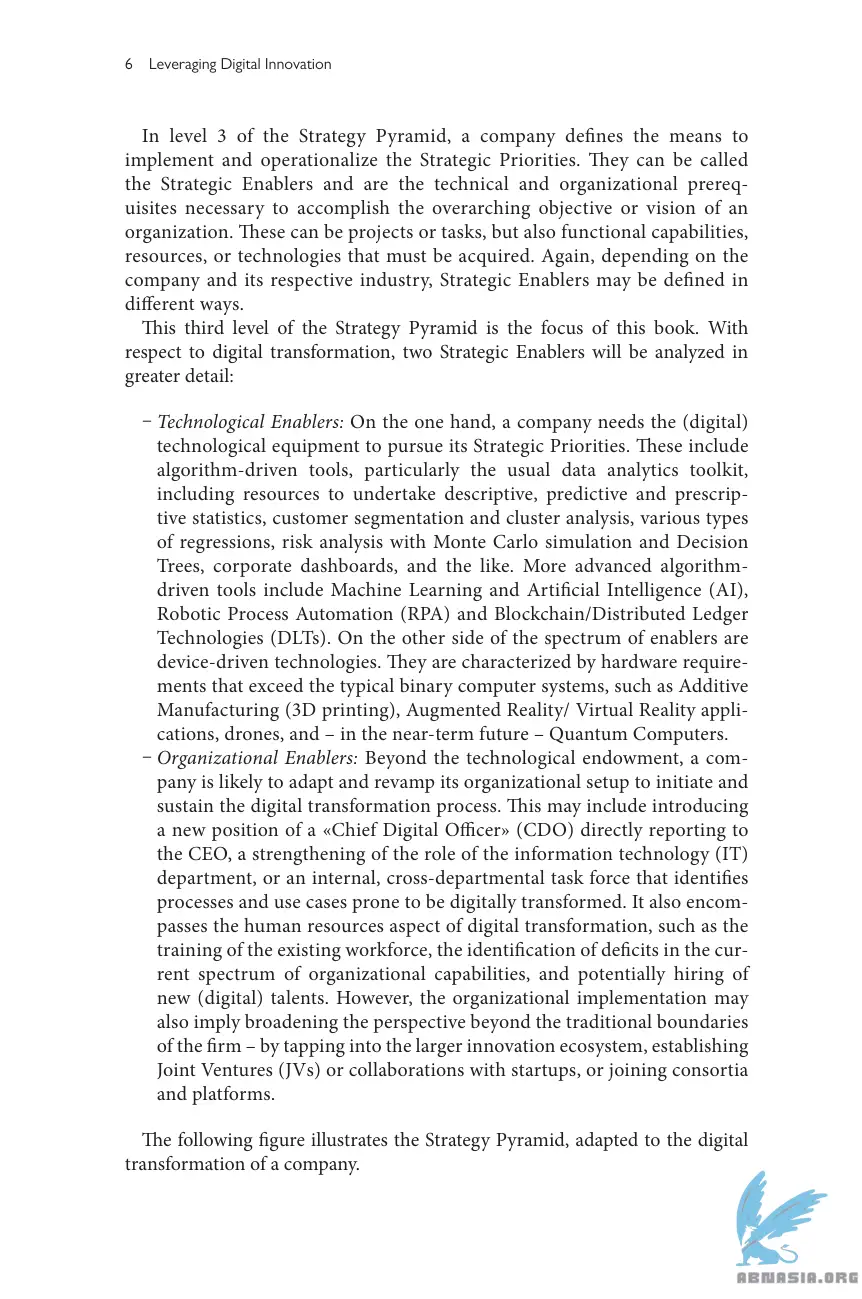 6 Leveraging Digital Innovation
In level 3 of the Strategy Pyramid, a company defines the means to
implement and operationalize the Strategic Priorities. They can be called
the Strategic Enablers and are the technical and organizational prereq-
uisites necessary to accomplish the overarching objective or vision of an
organization. These can be projects or tasks, but also functional capabilities,
resources, or technologies that must be acquired. Again, depending on the
company and its respective industry, Strategic Enablers may be defined in
different ways.
This third level of the Strategy Pyramid is the focus of this book. With
respect to digital transformation, two Strategic Enablers will be analyzed in
greater detail:
– Technological Enablers: On the one hand, a company needs the (digital)
technological equipment to pursue its Strategic Priorities. These include
algorithm-driven tools, particularly the usual data analytics toolkit,
including resources to undertake descriptive, predictive and prescrip-
tive statistics, customer segmentation and cluster analysis, various types
of regressions, risk analysis with Monte Carlo simulation and Decision
Trees, corporate dashboards, and the like. More advanced algorithm-
driven tools include Machine Learning and Artificial Intelligence (AI),
Robotic Process Automation (RPA) and Blockchain/Distributed Ledger
Technologies (DLTs). On the other side of the spectrum of enablers are
device-driven technologies. They are characterized by hardware require-
ments that exceed the typical binary computer systems, such as Additive
Manufacturing (3D printing), Augmented Reality/ Virtual Reality appli-
cations, drones, and – in the near-term future – Quantum Computers.
– Organizational Enablers: Beyond the technological endowment, a com-
pany is likely to adapt and revamp its organizational setup to initiate and
sustain the digital transformation process. This may include introducing
a new position of a «Chief Digital Officer» (CDO) directly reporting to
the CEO, a strengthening of the role of the information technology (IT)
department, or an internal, cross-departmental task force that identifies
processes and use cases prone to be digitally transformed. It also encom-
passes the human resources aspect of digital transformation, such as the
training of the existing workforce, the identification of deficits in the cur-
rent spectrum of organizational capabilities, and potentially hiring of
new (digital) talents. However, the organizational implementation may
also imply broadening the perspective beyond the traditional boundaries
of the firm – by tapping into the larger innovation ecosystem, establishing
Joint Ventures (JVs) or collaborations with startups, or joining consortia
and platforms.
The following figure illustrates the Strategy Pyramid, adapted to the digital
transformation of a company.
ABNASIA.ORG